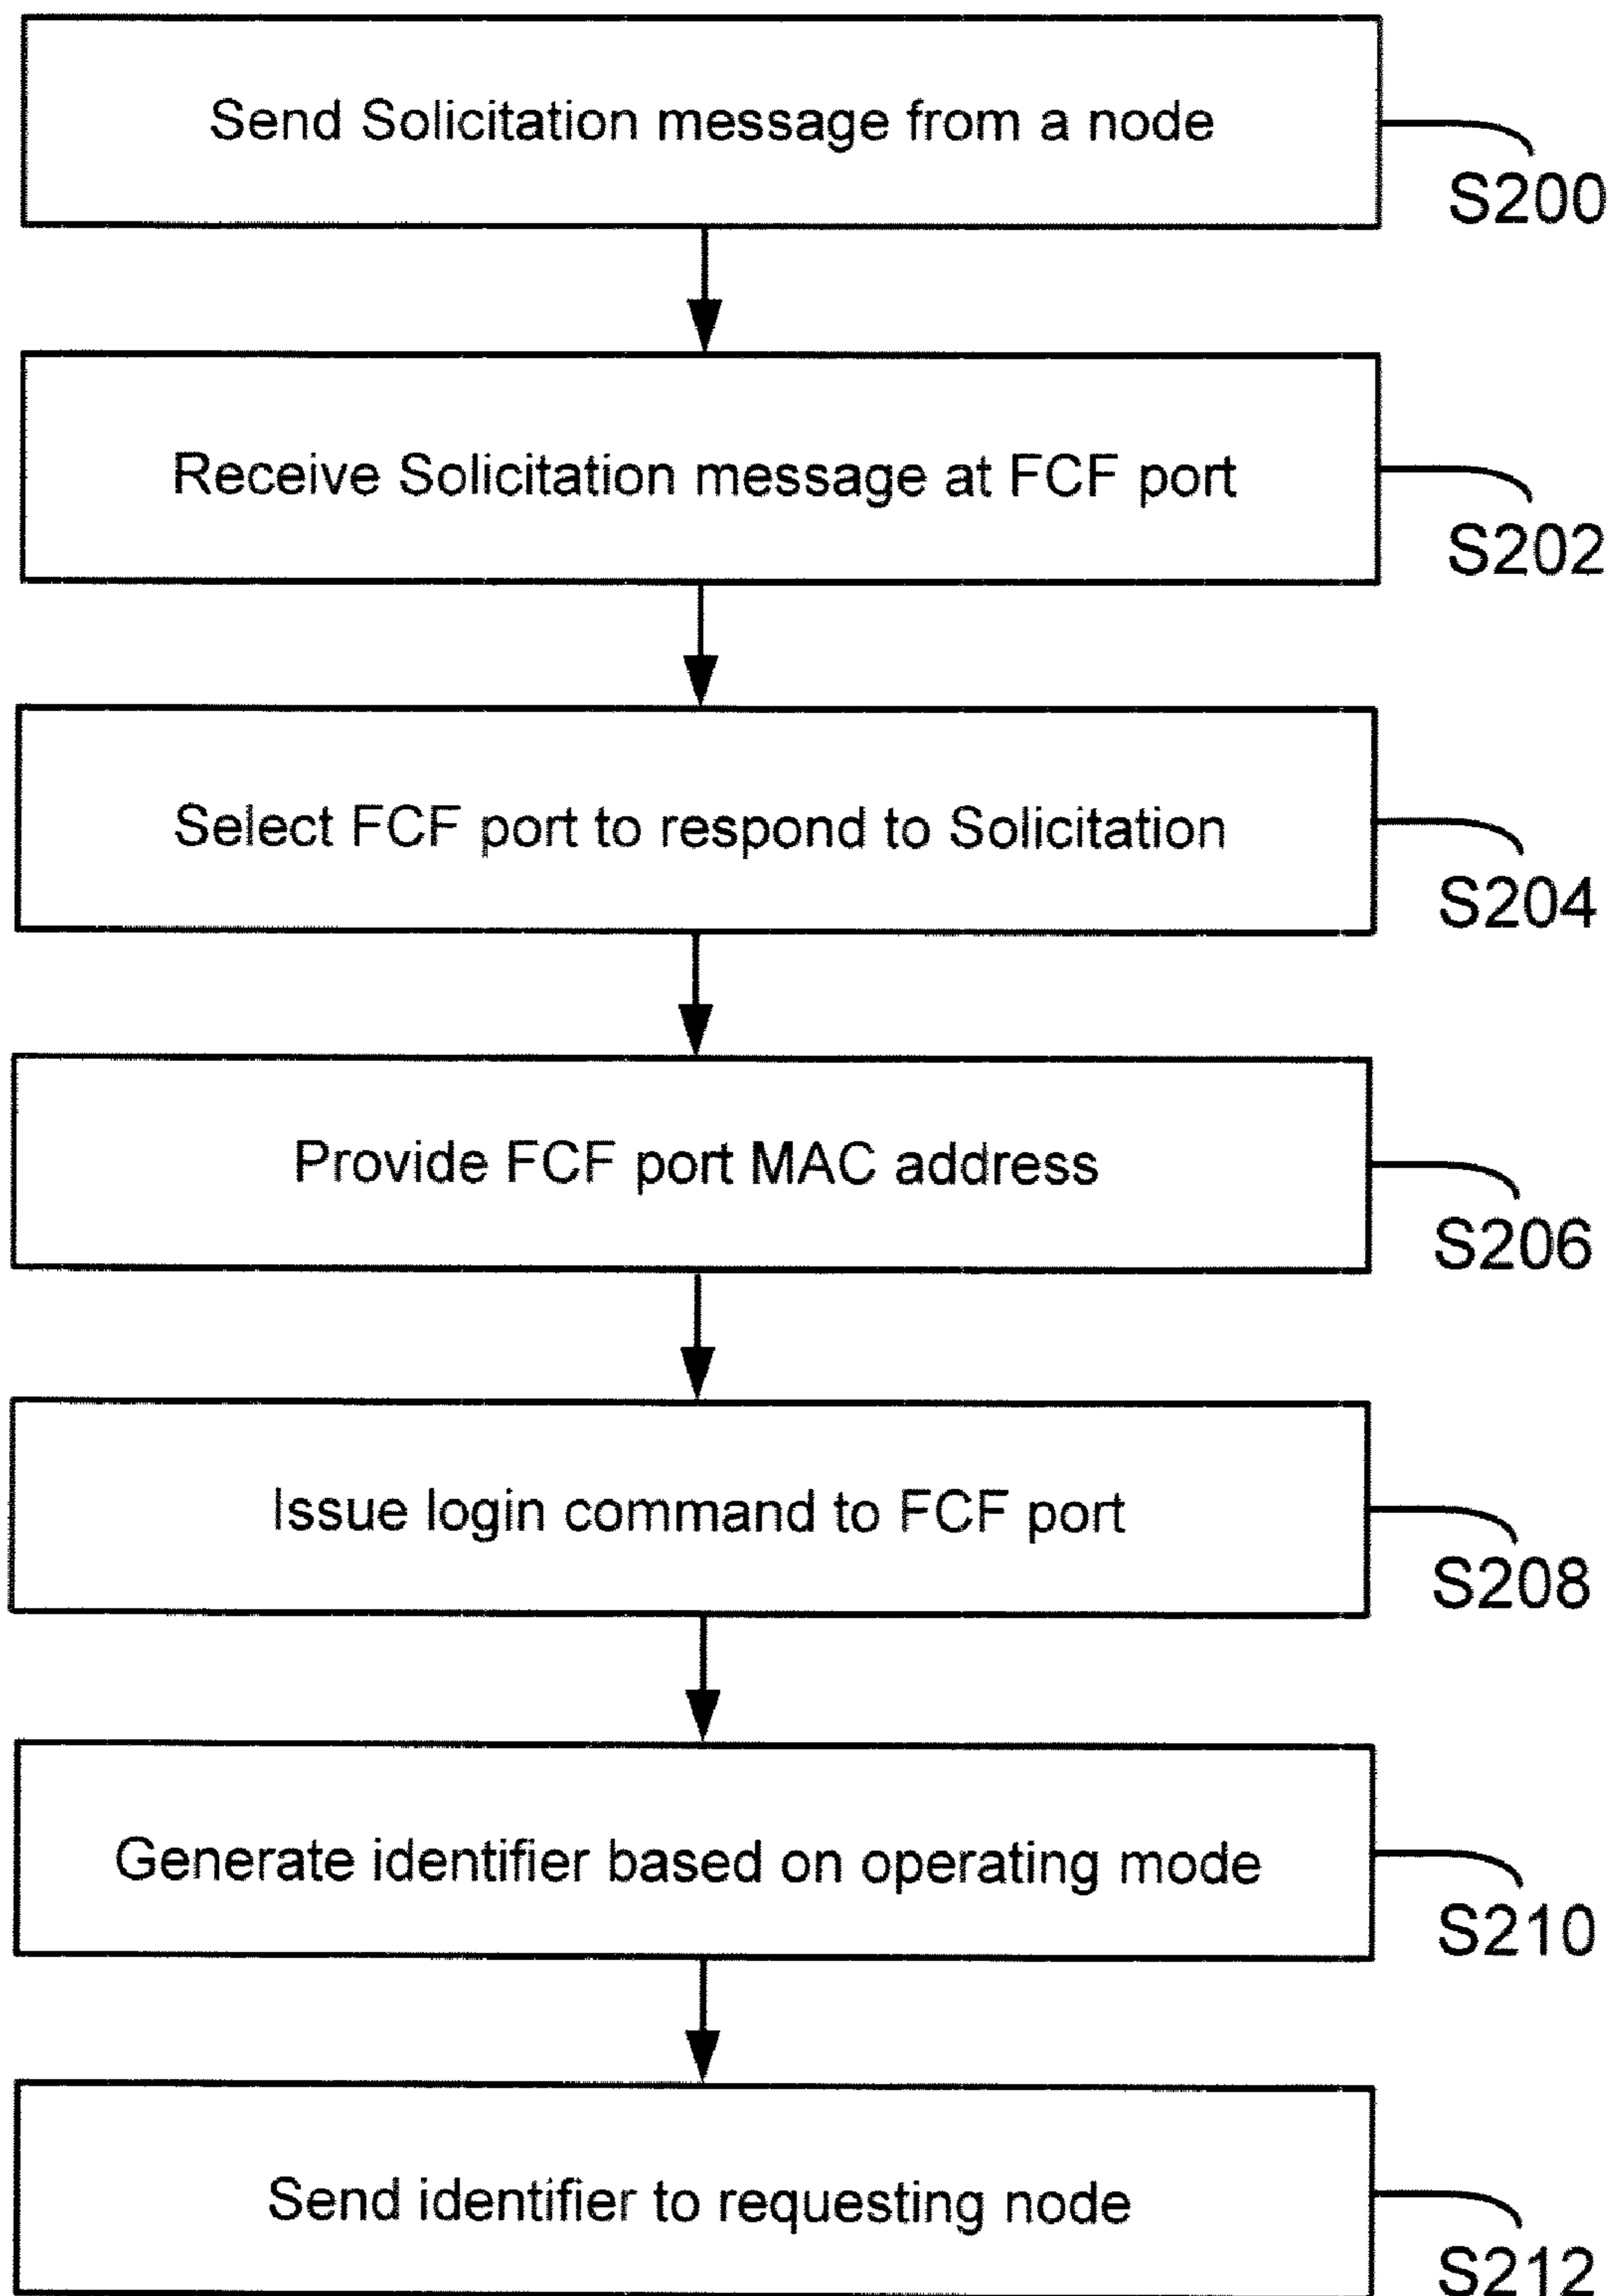 Send Solicitation message from a node
S200
Receive Solicitation message at FCF port
S202
Select FCF port to respond to Solicitation
S204
Provide FCF port MAC address
S206
Issue login command to FCF port
S208
Generate identifier based on operating mode
S210
Send identifier to requesting node
S212